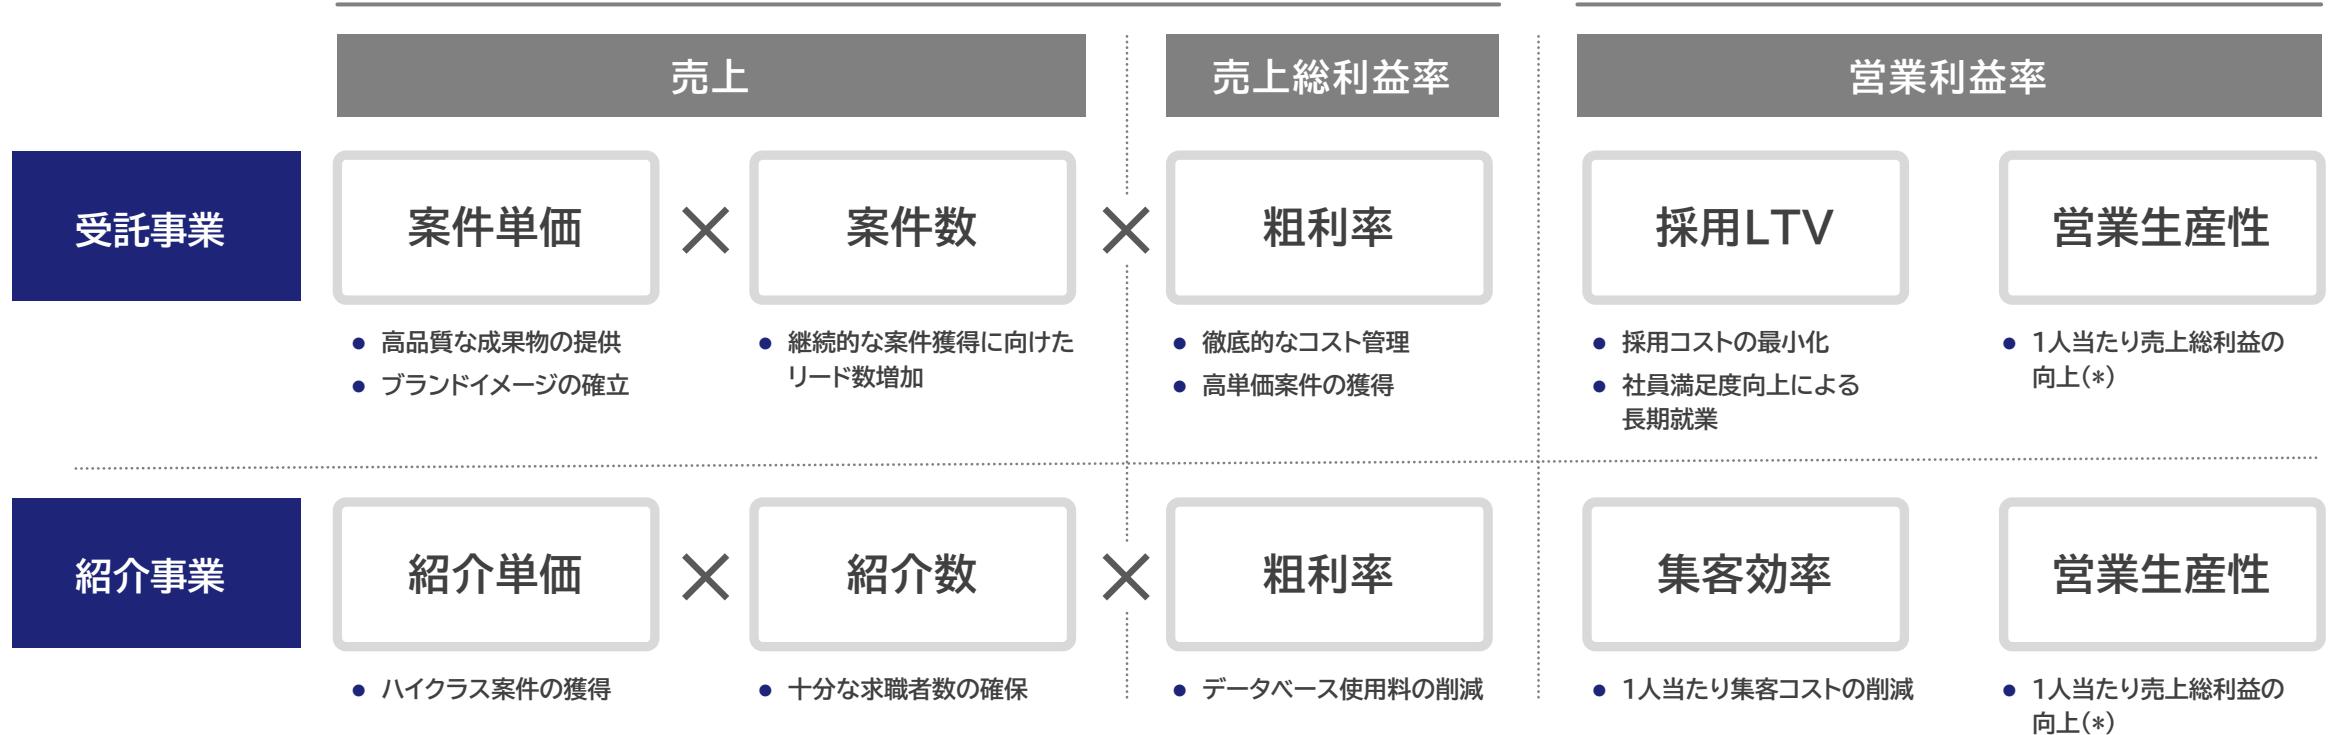 売上
売上総利益率
営業利益率
受託事業
案件単価
×
案件数
×
粗利率
採用LTV
営業生産性
● 高品質な成果物の提供
● ブランドイメージの確立
● 継続的な案件獲得に向けた
リード数増加
● 徹底的なコスト管理
● 高単価案件の獲得
● 採用コストの最小化
● 社員満足度向上による
長期就業
● 1人当たり売上総利益の
向上(*)
紹介事業
紹介単価
×
紹介数
×
粗利率
集客効率
営業生産性
● ハイクラス案件の獲得
● 十分な求職者数の確保
● データベース使用料の削減
● 1人当たり集客コストの削減
● 1人当たり売上総利益の
向上(*)